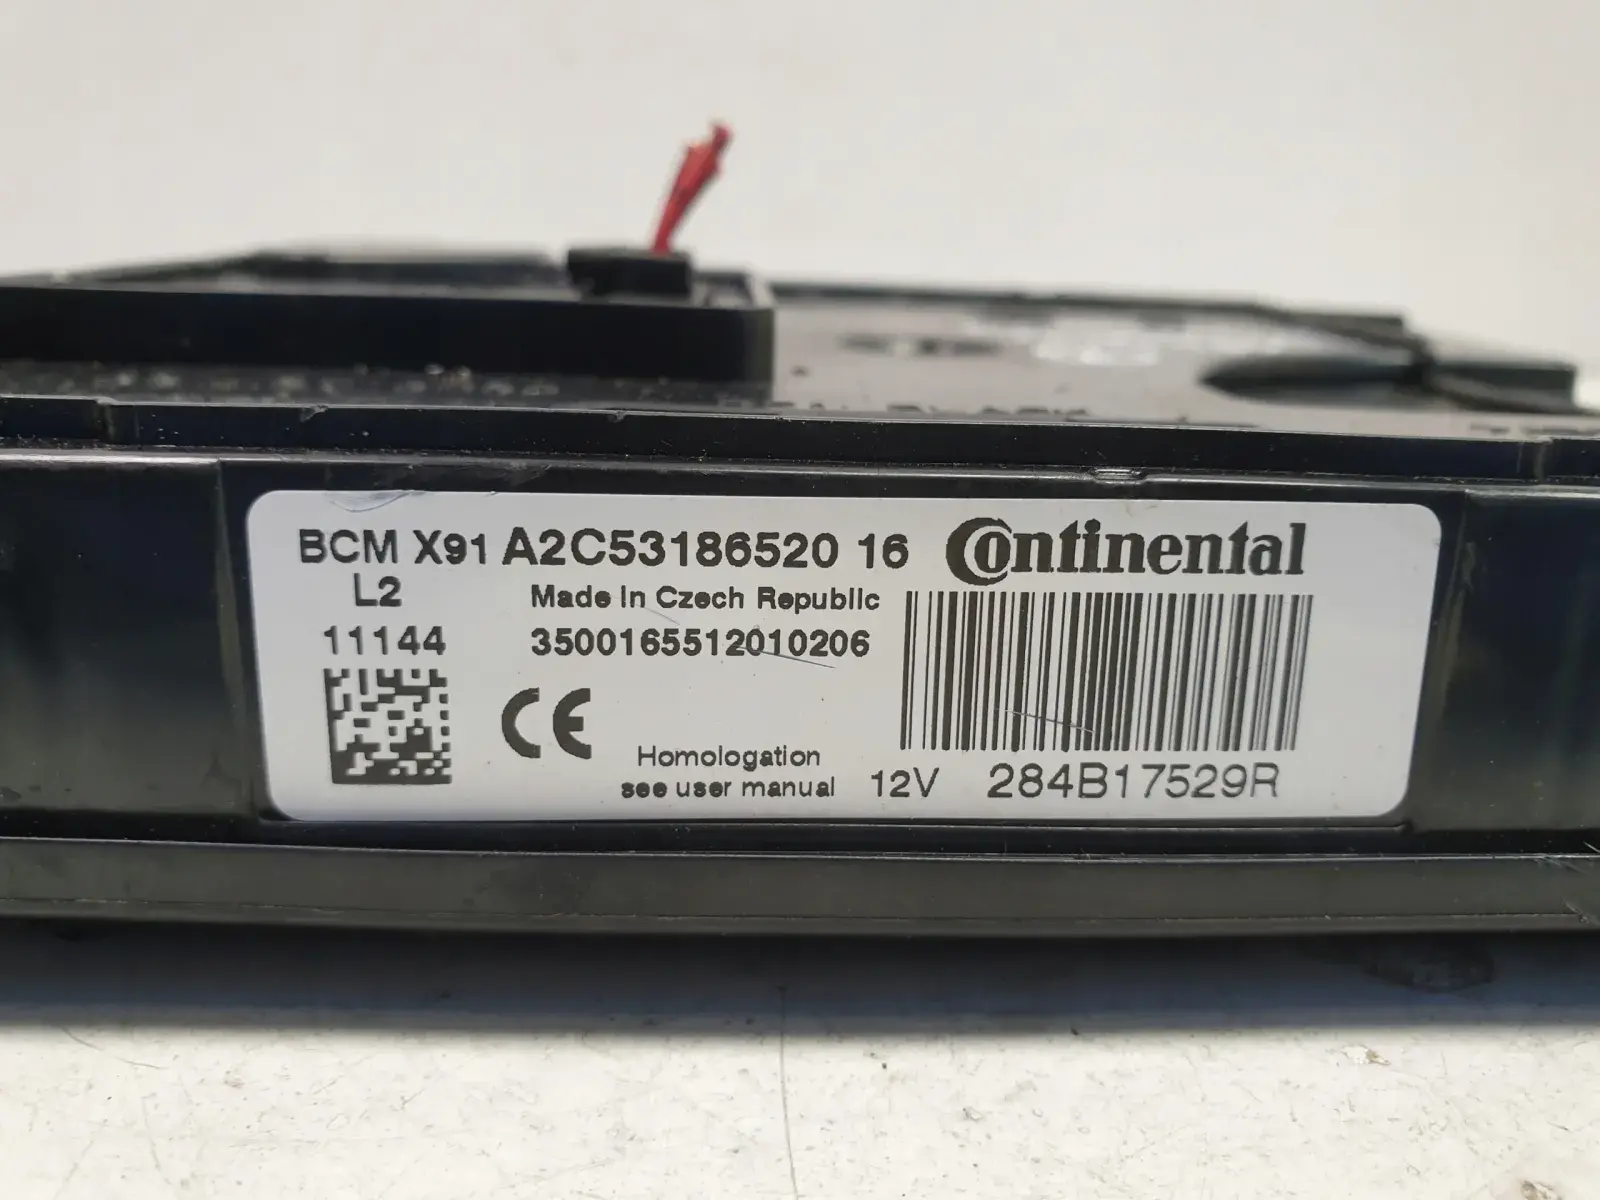 BCM X91 A2C53186520 16 Continental
L2
Made in Czech Republic
11144
3500165512010206
CE
Homologation
see user manual
12V 284B17529R